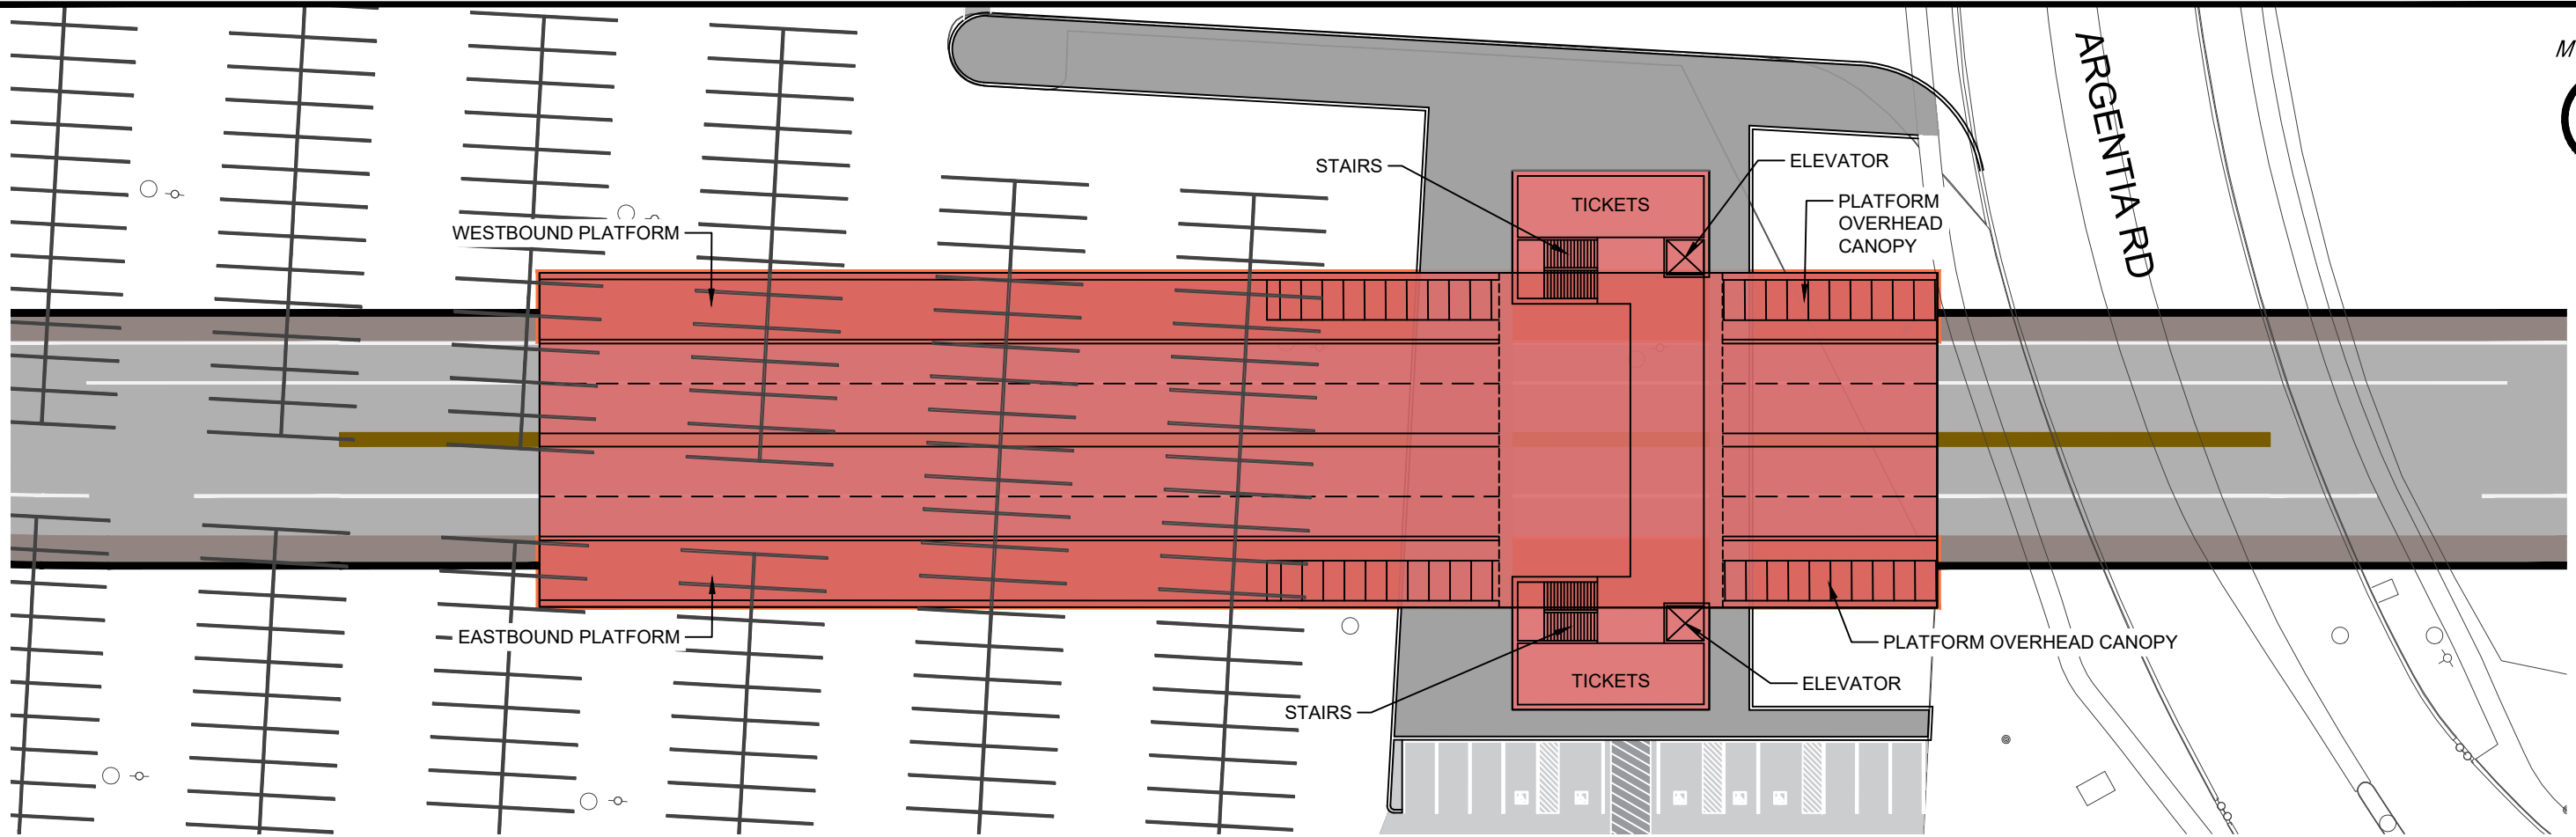 M
ARGENTIA RD
STAIRS
ELEVATOR
TICKETS
PLATFORM
OVERHEAD
CANOPY
WESTBOUND PLATFORM
EASTBOUND PLATFORM
PLATFORM OVERHEAD CANOPY
TICKETS
ELEVATOR
STAIRS